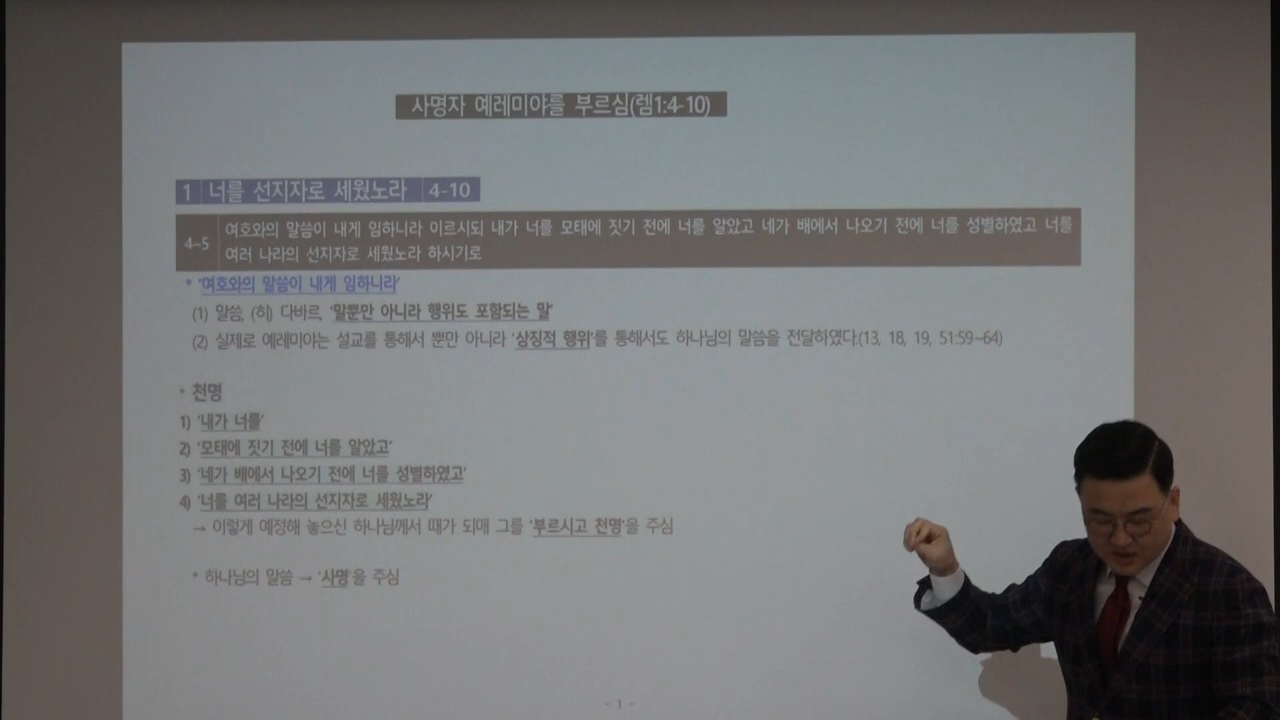 사명자 예레미야를 부르심(렘1:4-10)
1 너를 선지자로 세웠노라 4-10
4~5 여호와의 말씀이 내게 임하니라 이르시되 내가 너를 모태에 짓기 전에 너를 알았고 네가 배에서 나오기 전에 너를 성별하였고 너를
여러 나라의 선지자로 세웠노라 하시기로
* '여호와의 말씀이 내게 임하니라'
(1) 말씀, (히) 다바르, '말뿐만 아니라 행위도 포함되는 말'
(2) 실제로 예레미야는 설교를 통해서 뿐만 아니라 '상징적 행위'를 통해서도 하나님의 말씀을 전달하였다.(13, 18, 19, 51:59~64)
* 천명
1) '내가 너를'
2) '모태에 짓기 전에 너를 알았고'
3) '네가 배에서 나오기 전에 너를 성별하였고'
4) '너를 여러 나라의 선지자로 세웠노라'
→ 이렇게 예정해 놓으신 하나님께서 때가 되매 그를 '부르시고 천명'을 주심
* 하나님의 말씀 → '사명'을 주심
- 1 -